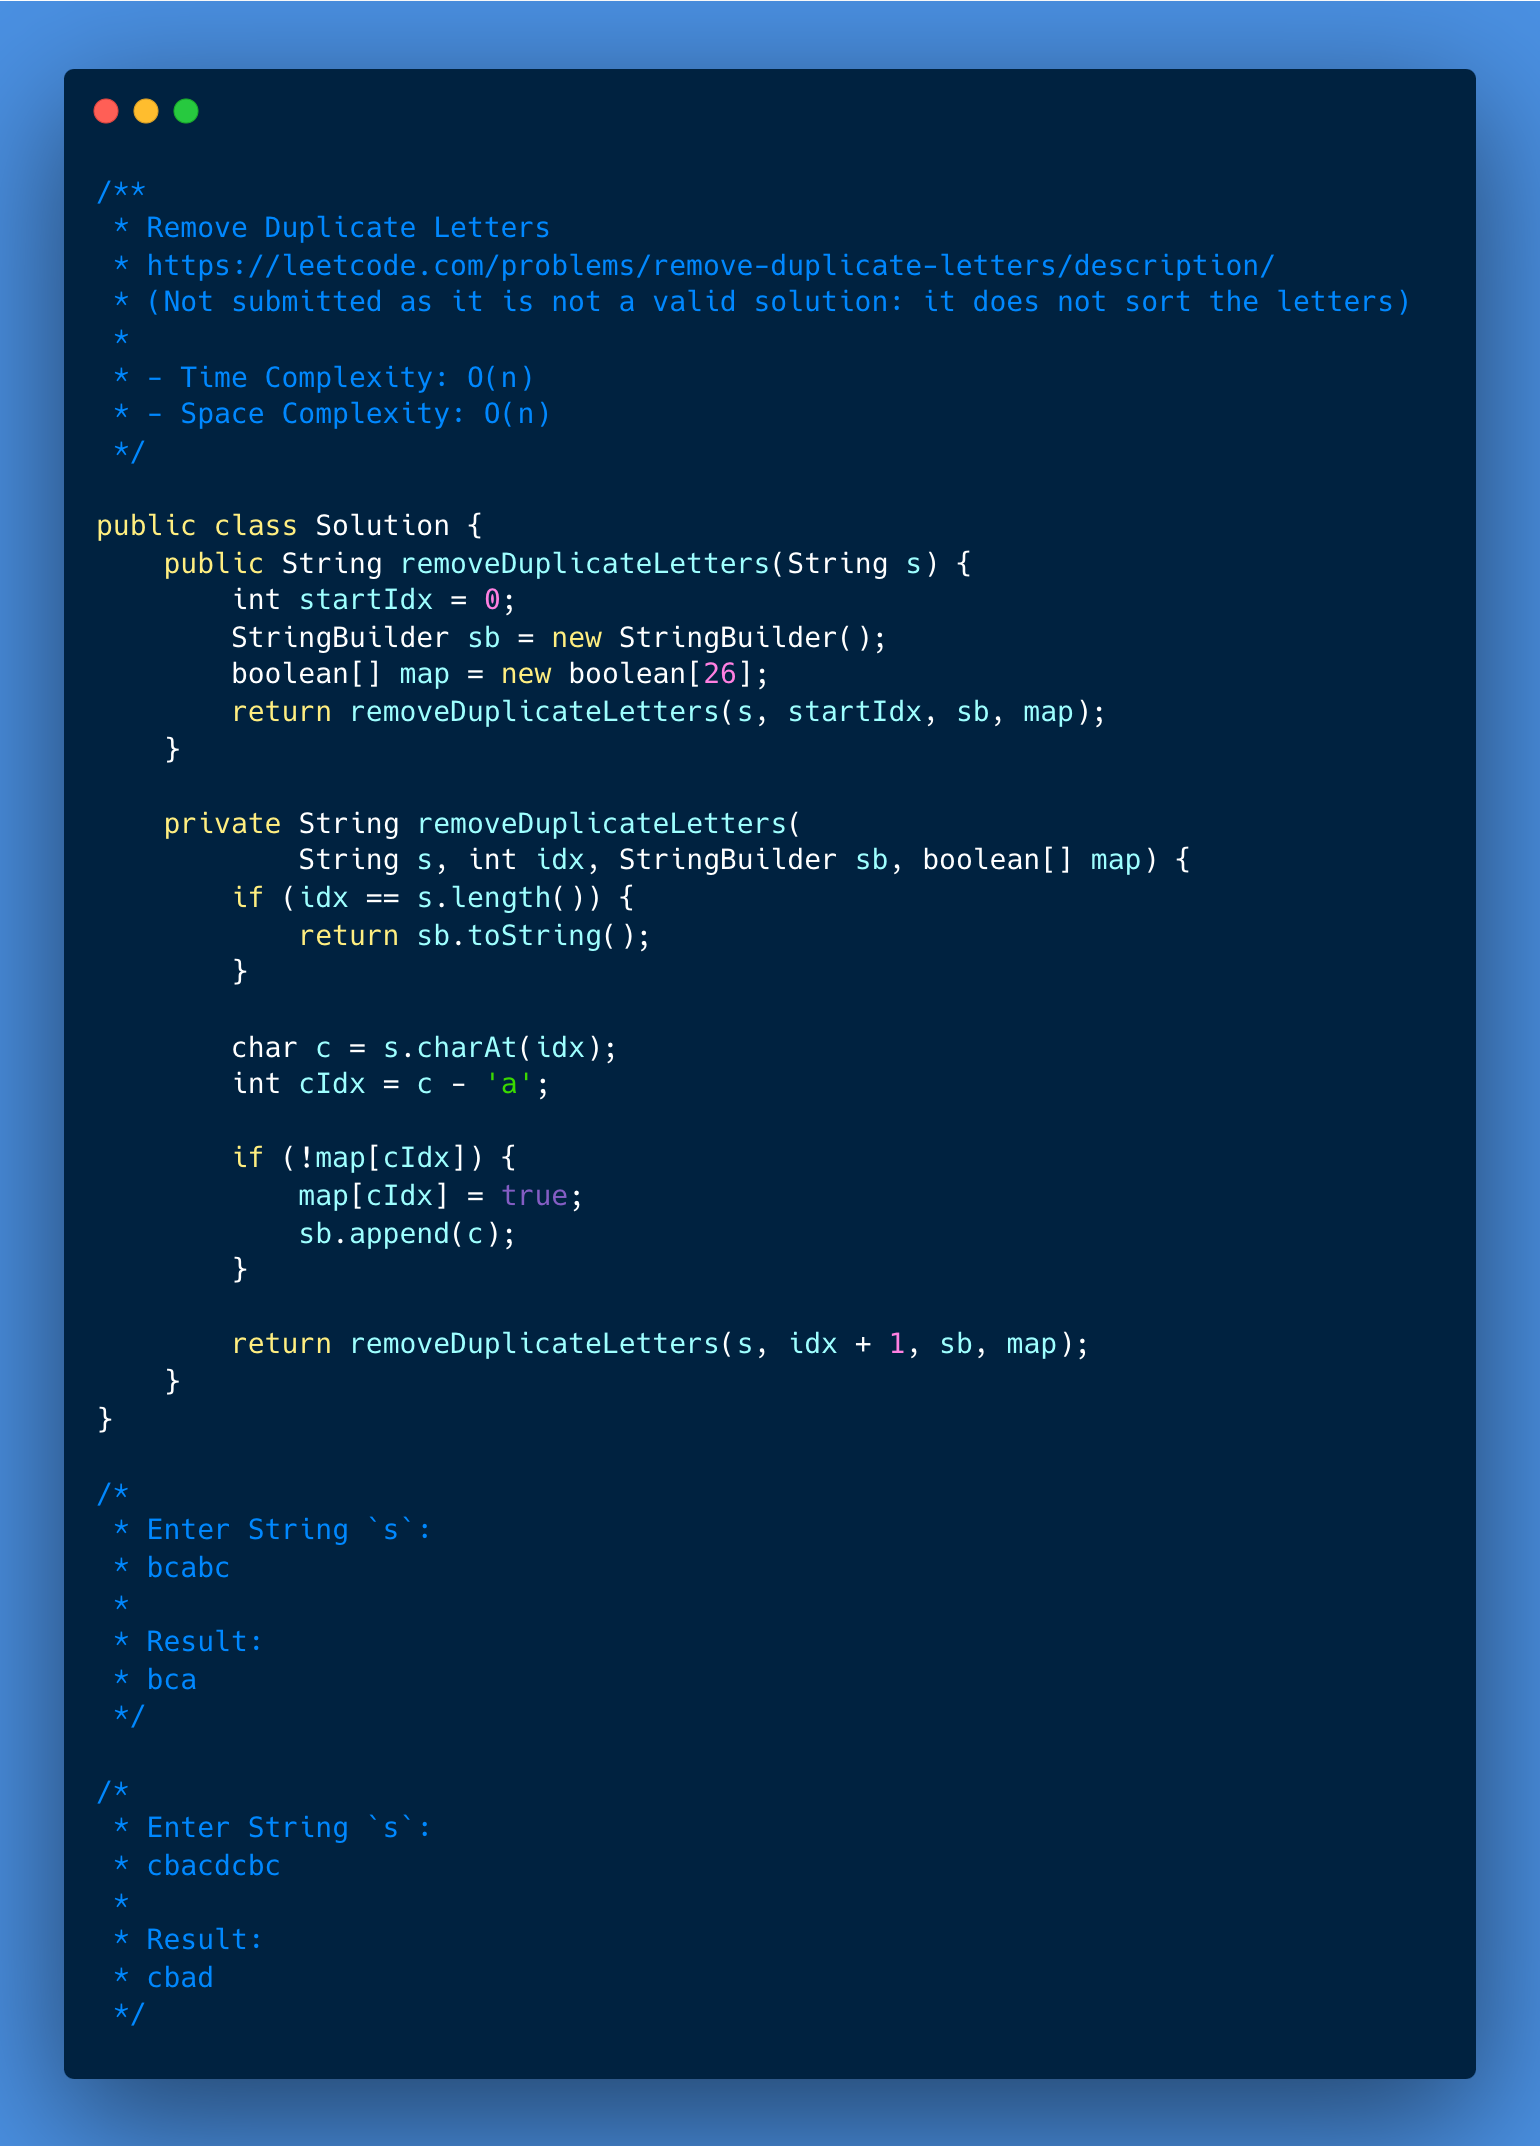 /**
 * Remove Duplicate Letters
 * https://leetcode.com/problems/remove-duplicate-letters/description/
 * (Not submitted as it is not a valid solution: it does not sort the letters)
 *
 * - Time Complexity: O(n)
 * - Space Complexity: O(n)
 */

public class Solution {
    public String removeDuplicateLetters(String s) {
        int startIdx = 0;
        StringBuilder sb = new StringBuilder();
        boolean[] map = new boolean[26];
        return removeDuplicateLetters(s, startIdx, sb, map);
    }

    private String removeDuplicateLetters(
            String s, int idx, StringBuilder sb, boolean[] map) {
        if (idx == s.length()) {
            return sb.toString();
        }

        char c = s.charAt(idx);
        int cIdx = c - 'a';

        if (!map[cIdx]) {
            map[cIdx] = true;
            sb.append(c);
        }

        return removeDuplicateLetters(s, idx + 1, sb, map);
    }
}

/*
 * Enter String `s`:
 * bcabc
 *
 * Result:
 * bca
 */

/*
 * Enter String `s`:
 * cbacdcbc
 *
 * Result:
 * cbad
 */